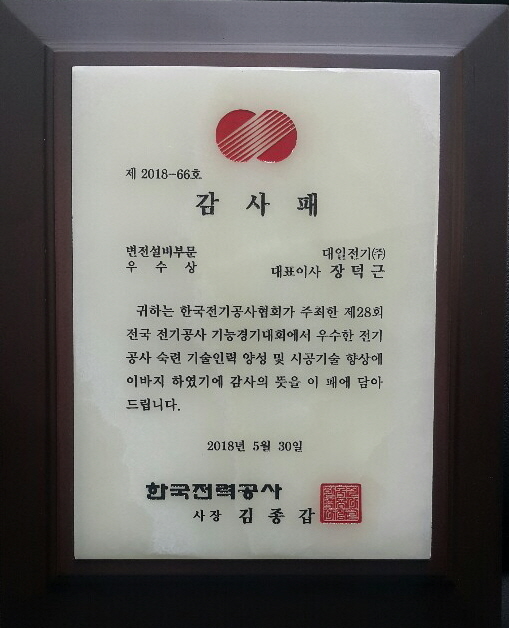 제 2018-66호
감 사 패
변전설비부문 대일전기(주)
우 수 상 대표이사 장덕근
귀하는 한국전기공사협회가 주최한 제28회
전국 전기공사 기능경기대회에서 우수한 전기
공사 숙련 기술인력 양성 및 시공기술 향상에
이바지 하였기에 감사의 뜻을 이 패에 담아
드립니다.
2018년 5월 30일
한국전력공사
사장 김종갑